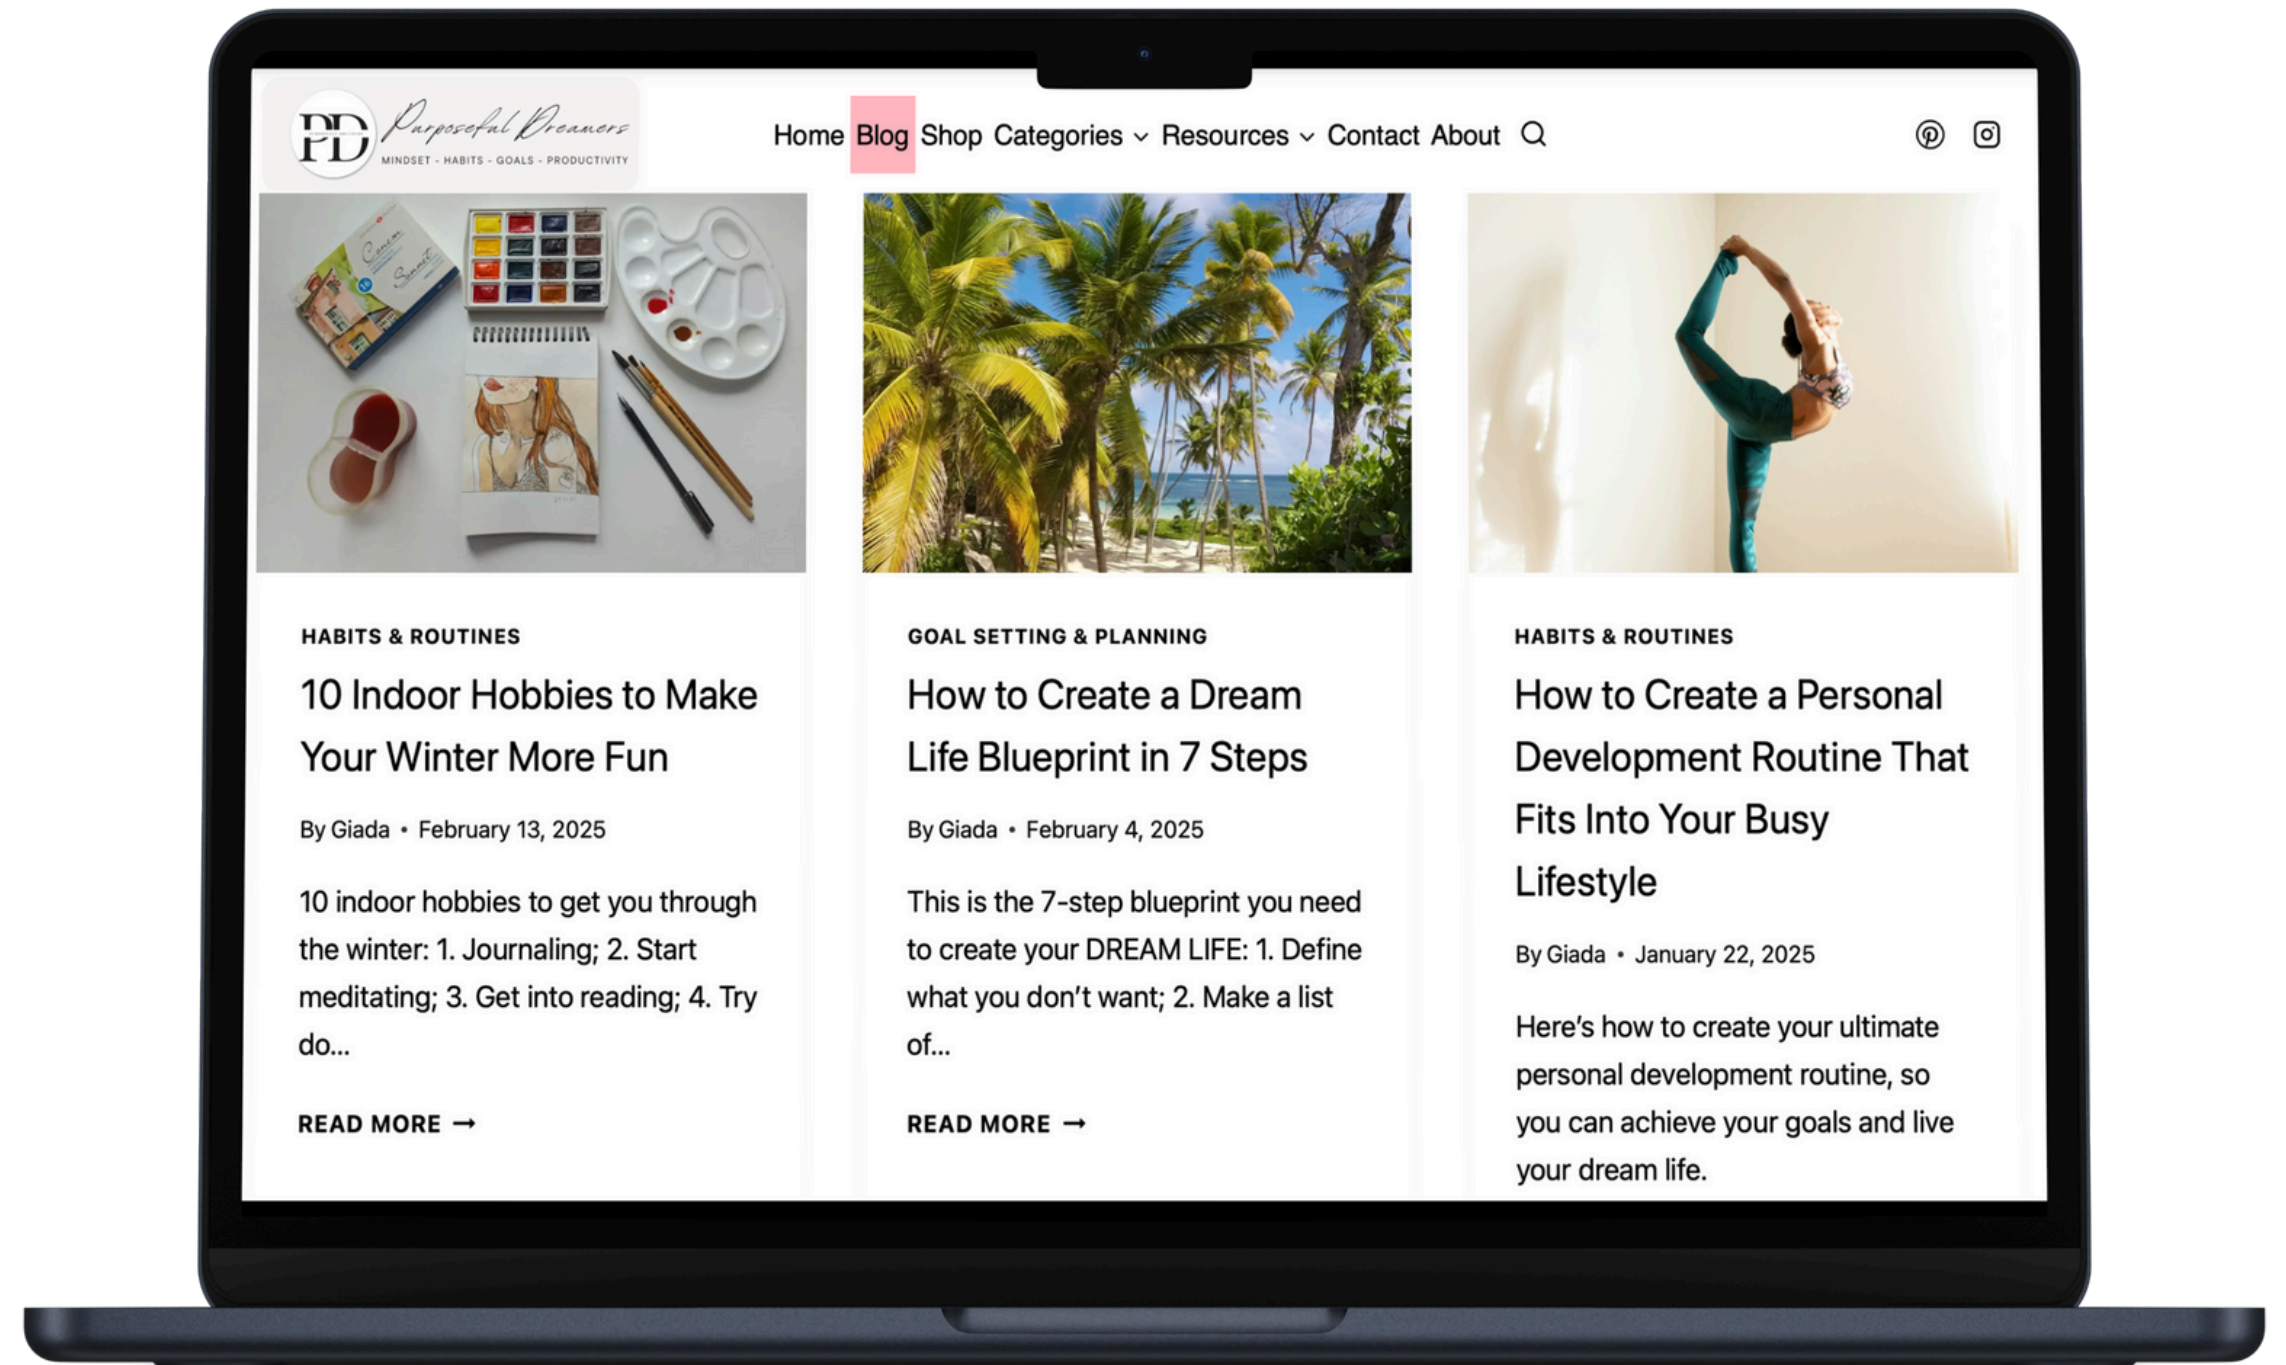 PD
Purposeful Dreamers
MINDSET - HABITS - GOALS - PRODUCTIVITY
Home Blog Shop Categories Resources Contact About
HABITS & ROUTINES
10 Indoor Hobbies to Make
Your Winter More Fun
By Giada • February 13, 2025
10 indoor hobbies to get you through
the winter: 1. Journaling; 2. Start
meditating; 3. Get into reading; 4. Try
do...
READ MORE →
GOAL SETTING & PLANNING
How to Create a Dream
Life Blueprint in 7 Steps
By Giada • February 4, 2025
This is the 7-step blueprint you need
to create your DREAM LIFE: 1. Define
what you don’t want; 2. Make a list
of...
READ MORE →
HABITS & ROUTINES
How to Create a Personal
Development Routine That
Fits Into Your Busy
Lifestyle
By Giada • January 22, 2025
Here’s how to create your ultimate
personal development routine, so
you can achieve your goals and live
your dream life.